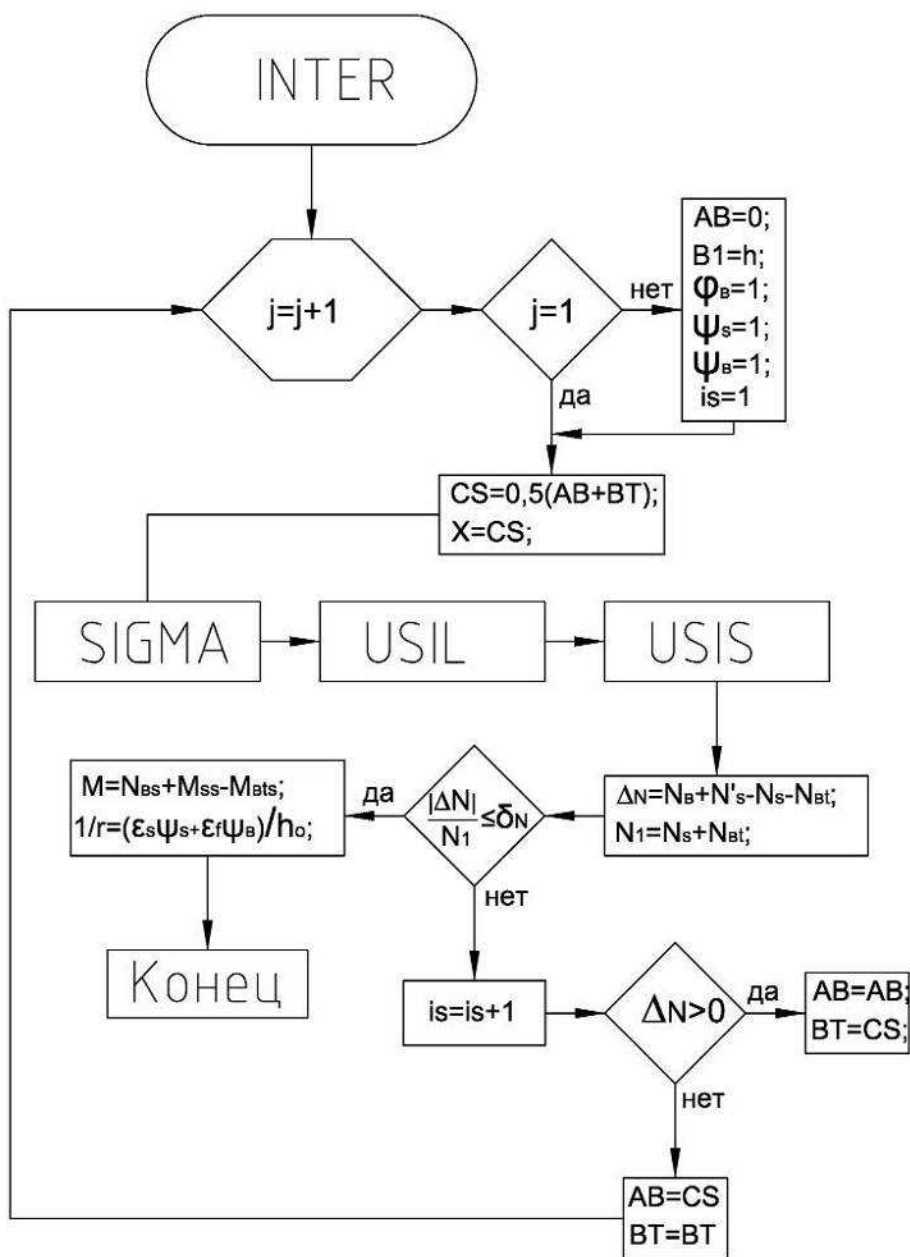 INTER
j=j+1
j=1
нет
AB=0;
B1=h;
φв=1;
ψs=1;
ψв=1;
is=1
да
CS=0,5(AB+BT);
X=CS;
SIGMA
USIL
USIS
M=NBs+Mss-MBts;
1/r=(εsψs+εfψв)/ho;
да
|ΔN|
N1
≤δN
ΔN=NB+N's-Ns-NBt;
N1=Ns+NBt;
нет
Конец
is=is+1
ΔN>0
да
AB=AB;
BT=CS;
нет
AB=CS
BT=BT